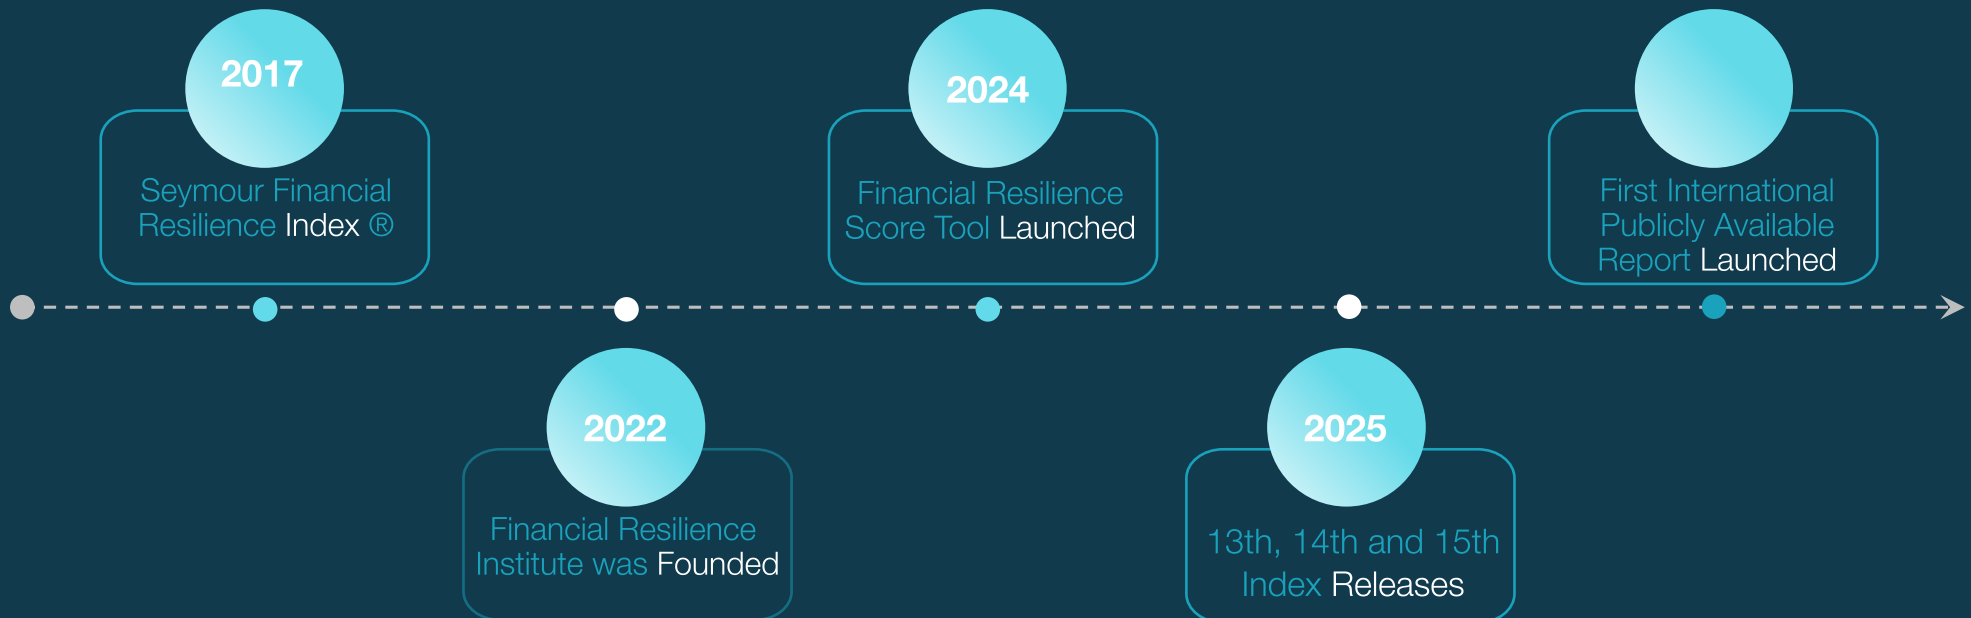 2017
Seymour Financial
Resilience Index ®
2022
Financial Resilience
Institute was Founded
2024
Financial Resilience
Score Tool Launched
2025
13th, 14th and 15th
Index Releases
First International
Publicly Available
Report Launched